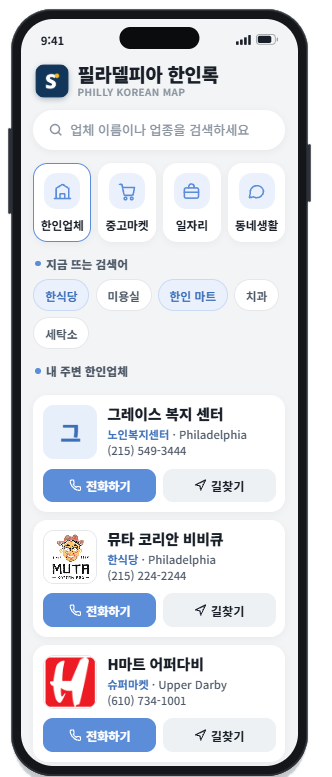 9:41
필라델피아 한인록
PHILLY KOREAN MAP
업체 이름이나 업종을 검색하세요
한인업체 중고마켓 일자리 동네생활
지금 뜨는 검색어
한식당 미용실 한인 마트 치과
세탁소
내 주변 한인업체
그
그레이스 복지 센터
노인복지센터 · Philadelphia
(215) 549-3444
전화하기 길찾기
MUTA
뮤타 코리안 비비큐
한식당 · Philadelphia
(215) 224-2244
전화하기 길찾기
H
H마트 어퍼다비
슈퍼마켓 · Upper Darby
(610) 734-1001
전화하기 길찾기